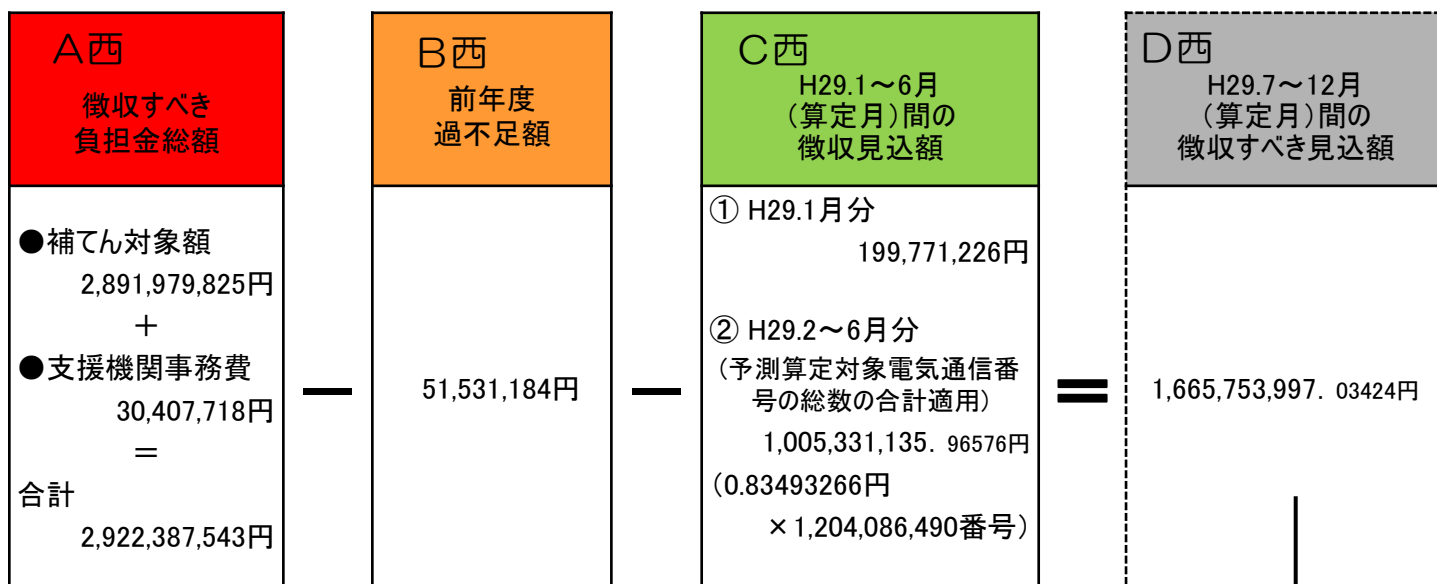 A西
徴収すべき
負担金総額
●補てん対象額
2,891,979,825円
＋
●支援機関事務費
30,407,718円
＝
合計
2,922,387,543円
ー
B西
前年度
過不足額
51,531,184円
ー
C西
H29.1～6月
（算定月）間の
徴収見込額
① H29.1月分
199,771,226円
② H29.2～6月分
（予測算定対象電気通信番
号の総数の合計適用）
1,005,331,135. 96576円
（0.83493266円
×1,204,086,490番号）
＝
D西
H29.7～12月
（算定月）間の
徴収すべき見込額
1,665,753,997. 03424円